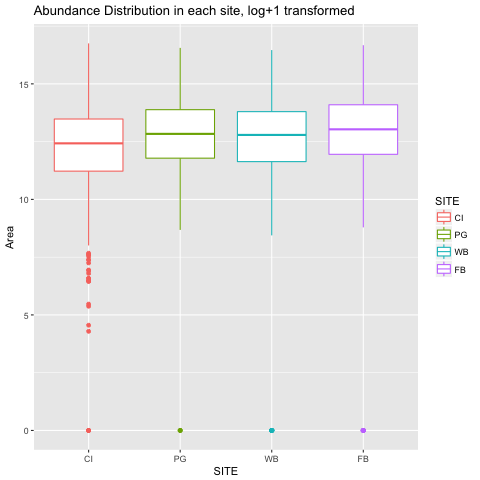 Abundance Distribution in each site, log+1 transformed
Area
15
10
5
0
CI
PG
WB
FB
SITE
SITE
CI
PG
WB
FB